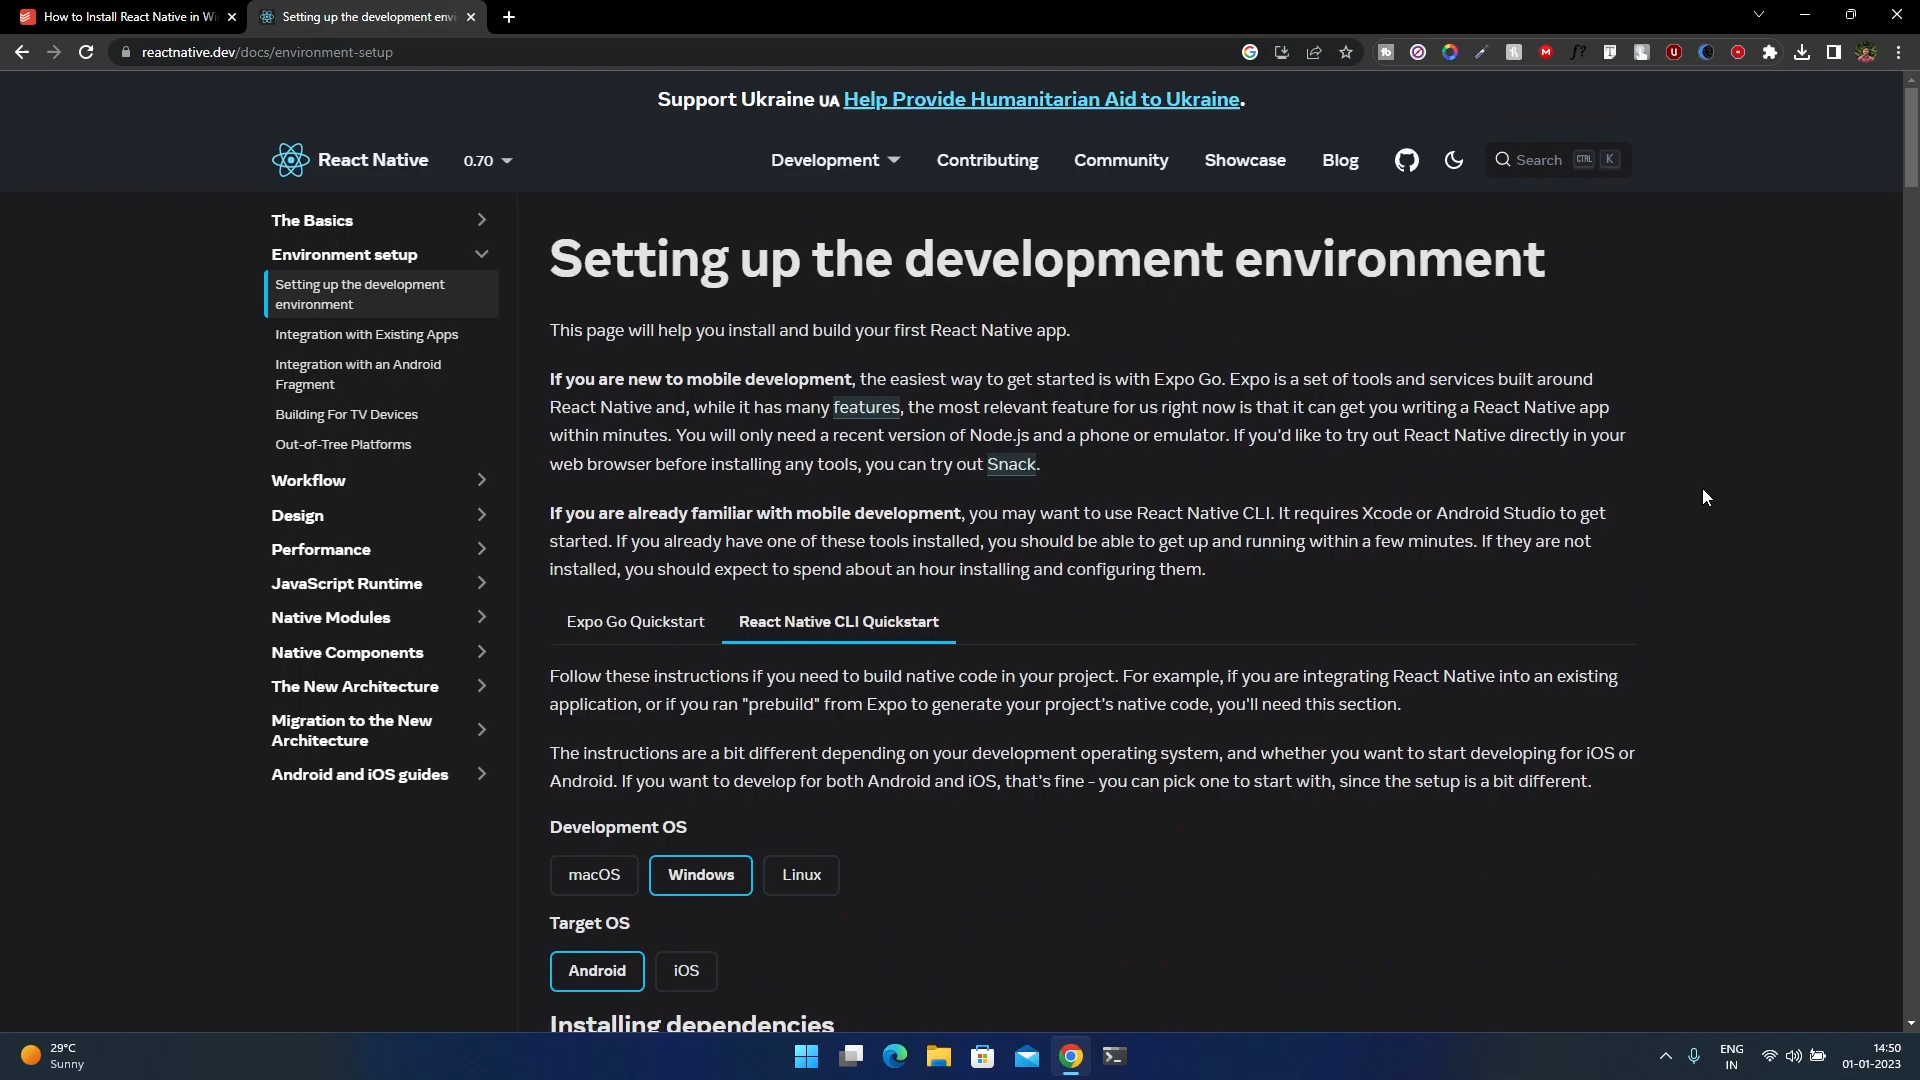 How to Install React Native in Wi
Setting up the development envi
reactnative.dev/docs/environment-setup
Support Ukraine UA Help Provide Humanitarian Aid to Ukraine.
React Native
0.70
Development
Contributing
Community
Showcase
Blog
Search
CTRL
K
The Basics
Environment setup
Setting up the development
environment
Integration with Existing Apps
Integration with an Android
Fragment
Building For TV Devices
Out-of-Tree Platforms
Workflow
Design
Performance
JavaScript Runtime
Native Modules
Native Components
The New Architecture
Migration to the New
Architecture
Android and iOS guides
Setting up the development environment
This page will help you install and build your first React Native app.
If you are new to mobile development, the easiest way to get started is with Expo Go. Expo is a set of tools and services built around
React Native and, while it has many features, the most relevant feature for us right now is that it can get you writing a React Native app
within minutes. You will only need a recent version of Node.js and a phone or emulator. If you'd like to try out React Native directly in your
web browser before installing any tools, you can try out Snack.
If you are already familiar with mobile development, you may want to use React Native CLI. It requires Xcode or Android Studio to get
started. If you already have one of these tools installed, you should be able to get up and running within a few minutes. If they are not
installed, you should expect to spend about an hour installing and configuring them.
Expo Go Quickstart
React Native CLI Quickstart
Follow these instructions if you need to build native code in your project. For example, if you are integrating React Native into an existing
application, or if you ran "prebuild" from Expo to generate your project's native code, you'll need this section.
The instructions are a bit different depending on your development operating system, and whether you want to start developing for iOS or
Android. If you want to develop for both Android and iOS, that's fine - you can pick one to start with, since the setup is a bit different.
Development OS
macOS
Windows
Linux
Target OS
Android
iOS
Installing dependencies
29°C
Sunny
ENG
IN
14:50
01-01-2023